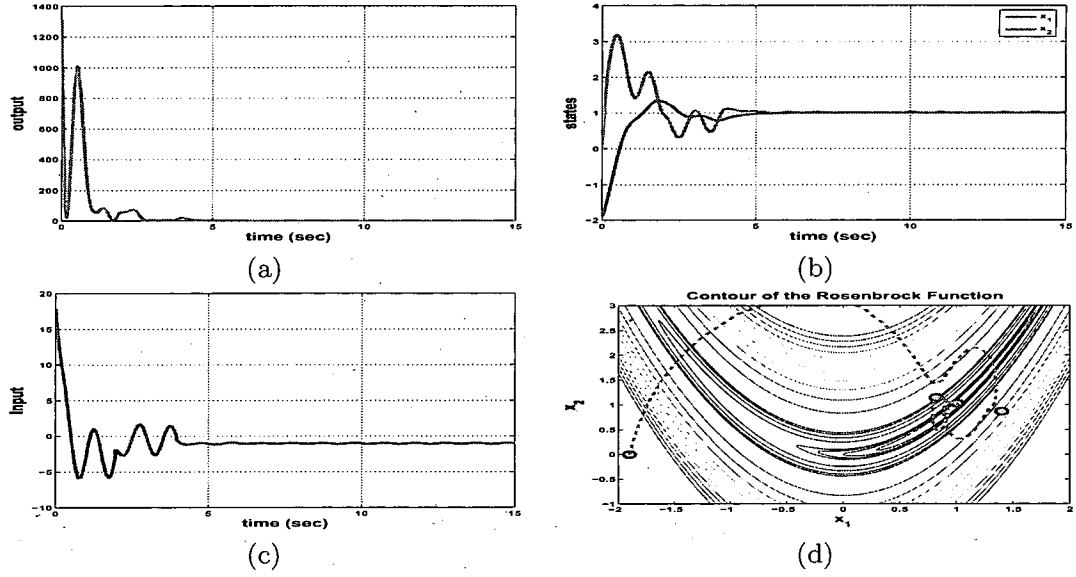 1400
1200
1000
800
600
400
200
0
output
0 5 10 15
time (sec)
(a)
4
3
2
1
0
−1
−2
states
x₁
x₂
0 5 10 15
time (sec)
(b)
20
15
10
5
0
−5
−10
Input
0 5 10 15
time (sec)
(c)
Contour of the Rosenbrock Function
3
2.5
2
1.5
1
0.5
0
−0.5
−1
X₂
−2 −1.5 −1 −0.5 0 0.5 1 1.5 2
X₁
(d)